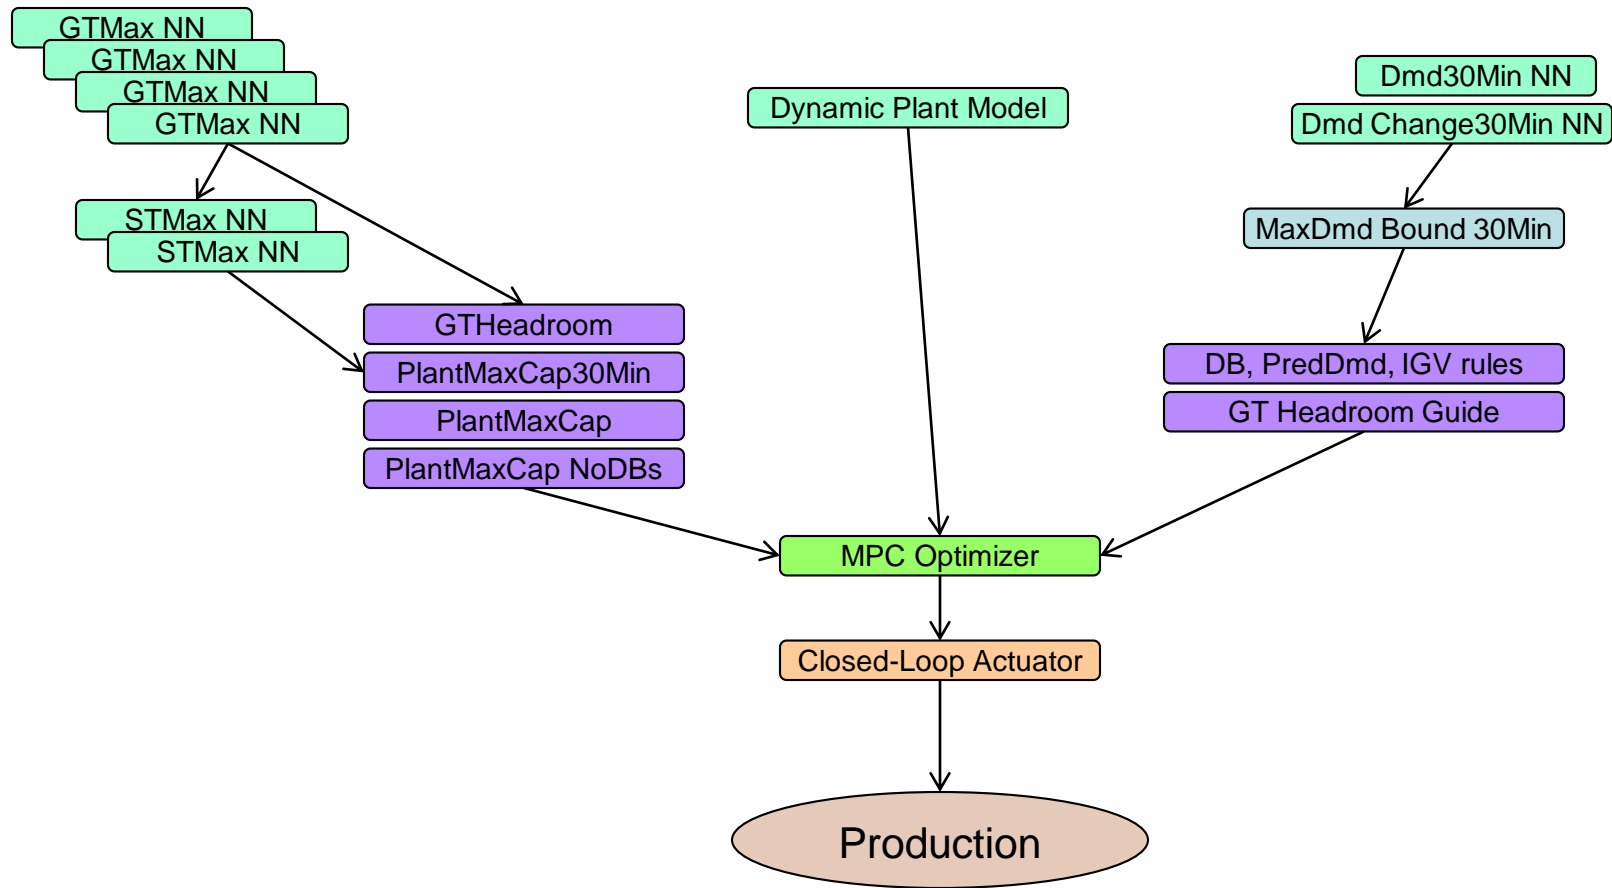 GTMax NN
GTMax NN
GTMax NN
GTMax NN
STMax NN
STMax NN
GTHeadroom
PlantMaxCap30Min
PlantMaxCap
PlantMaxCap NoDBs
Dynamic Plant Model
Dmd30Min NN
Dmd Change30Min NN
MaxDmd Bound 30Min
DB, PredDmd, IGV rules
GT Headroom Guide
MPC Optimizer
Closed-Loop Actuator
Production